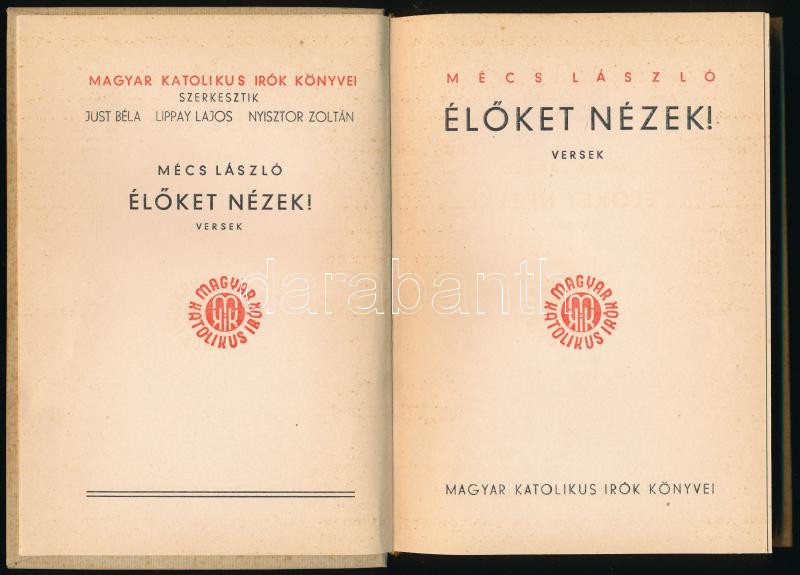 MAGYAR KATOLIKUS IRÓK KÖNYVEI
SZERKESZTIK
JUST BÉLA LIPPAY LAJOS NYISZTOR ZOLTÁN
MÉCS LÁSZLÓ
ÉLŐKET NÉZEK!
VERSEK
MAGYAR KATOLIKUS IRÓK
MÉCS LÁSZLÓ
ÉLŐKET NÉZEK!
VERSEK
MAGYAR KATOLIKUS IRÓK
MAGYAR KATOLIKUS IRÓK KÖNYVEI
darabanth